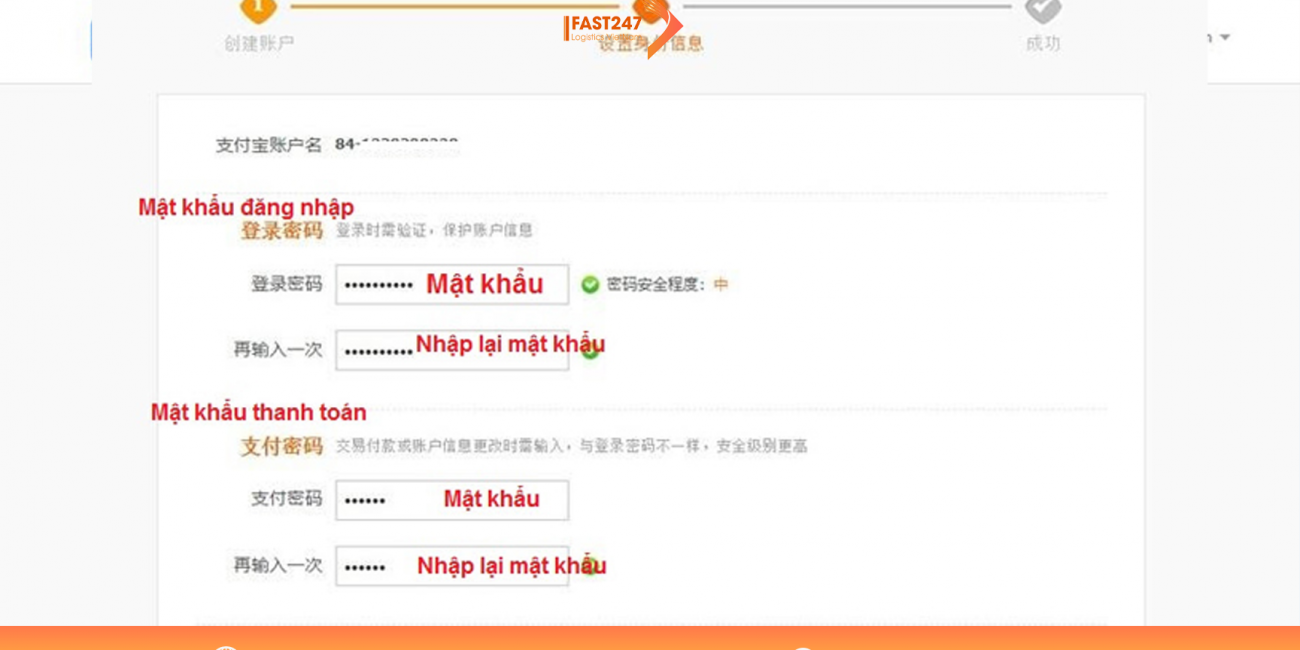 1
FAST247
创建账户
设置身份信息
成功
支付宝账户名 84-
Mật khẩu đăng nhập
登录密码 登录时需验证，保护账户信息
登录密码 •••••••••• Mật khẩu 密码安全程度：中
再输入一次 •••••••••• Nhập lại mật khẩu
Mật khẩu thanh toán
支付密码 交易付款或账户信息更改时需输入，与登录密码不一样，安全级别更高
支付密码 •••••• Mật khẩu
再输入一次 •••••• Nhập lại mật khẩu